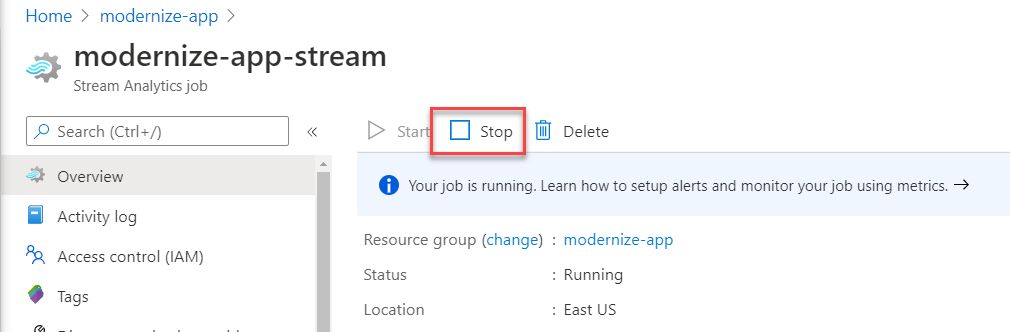 Home > modernize-app >
modernize-app-stream
Stream Analytics job
Search (Ctrl+/) «
Start Stop Delete
Overview
Your job is running. Learn how to setup alerts and monitor your job using metrics. →
Activity log
Resource group (change) : modernize-app
Access control (IAM)
Status : Running
Tags
Location : East US